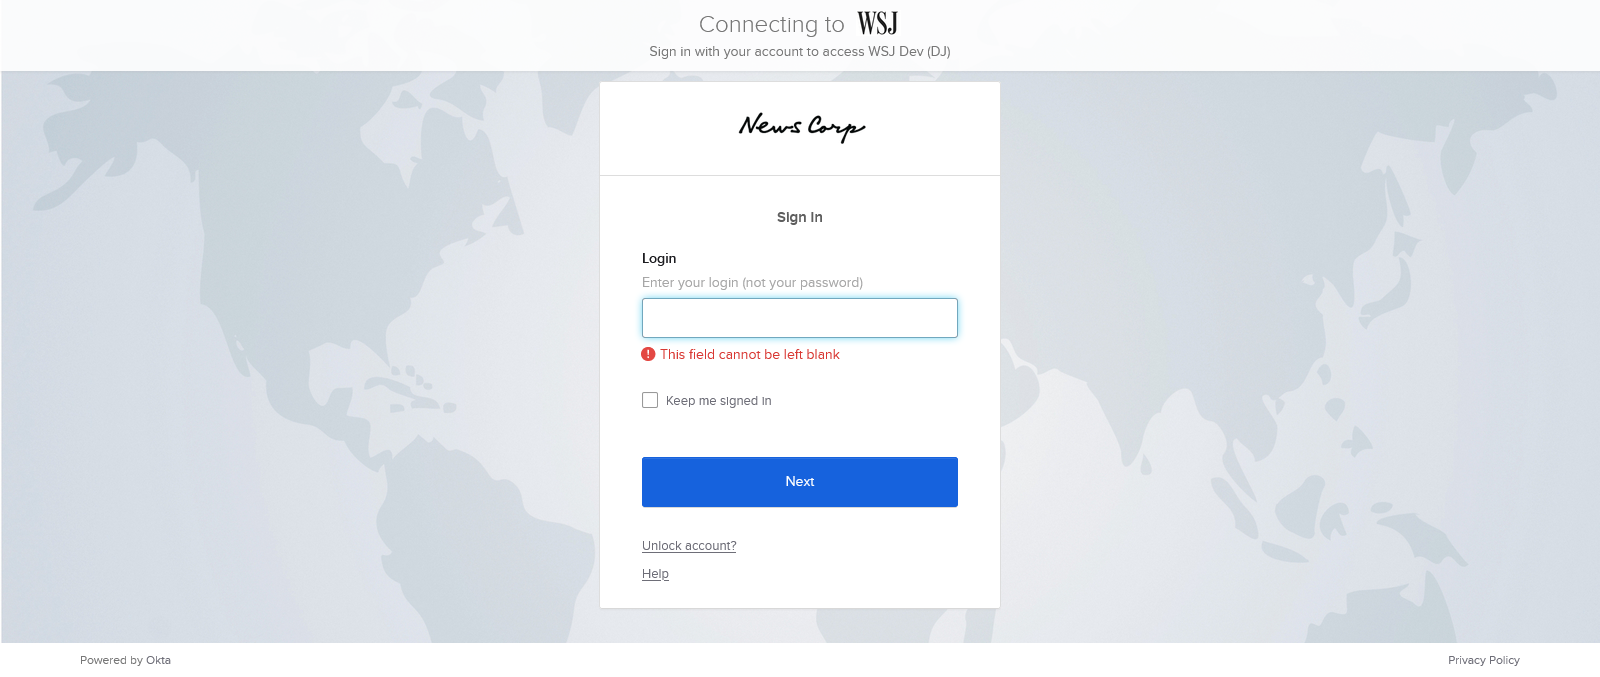 Connecting to WSJ
Sign in with your account to access WSJ Dev (DJ)
News Corp
Sign In
Login
Enter your login (not your password)
This field cannot be left blank
Keep me signed in
Next
Unlock account?
Help
Powered by Okta
Privacy Policy